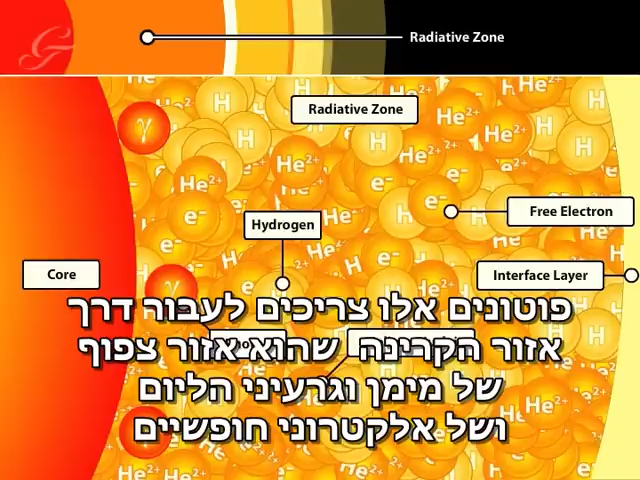 Radiative Zone
Radiative Zone
Hydrogen
Free Electron
Core
Interface Layer
γ
H
He²⁺
e⁻
פוטונים אלו צריכים לעבור דרך
אזור הקרינה שהוא אזור צפוף
של מימן וגרעיני הליום
ושל אלקטרוני חופשיים